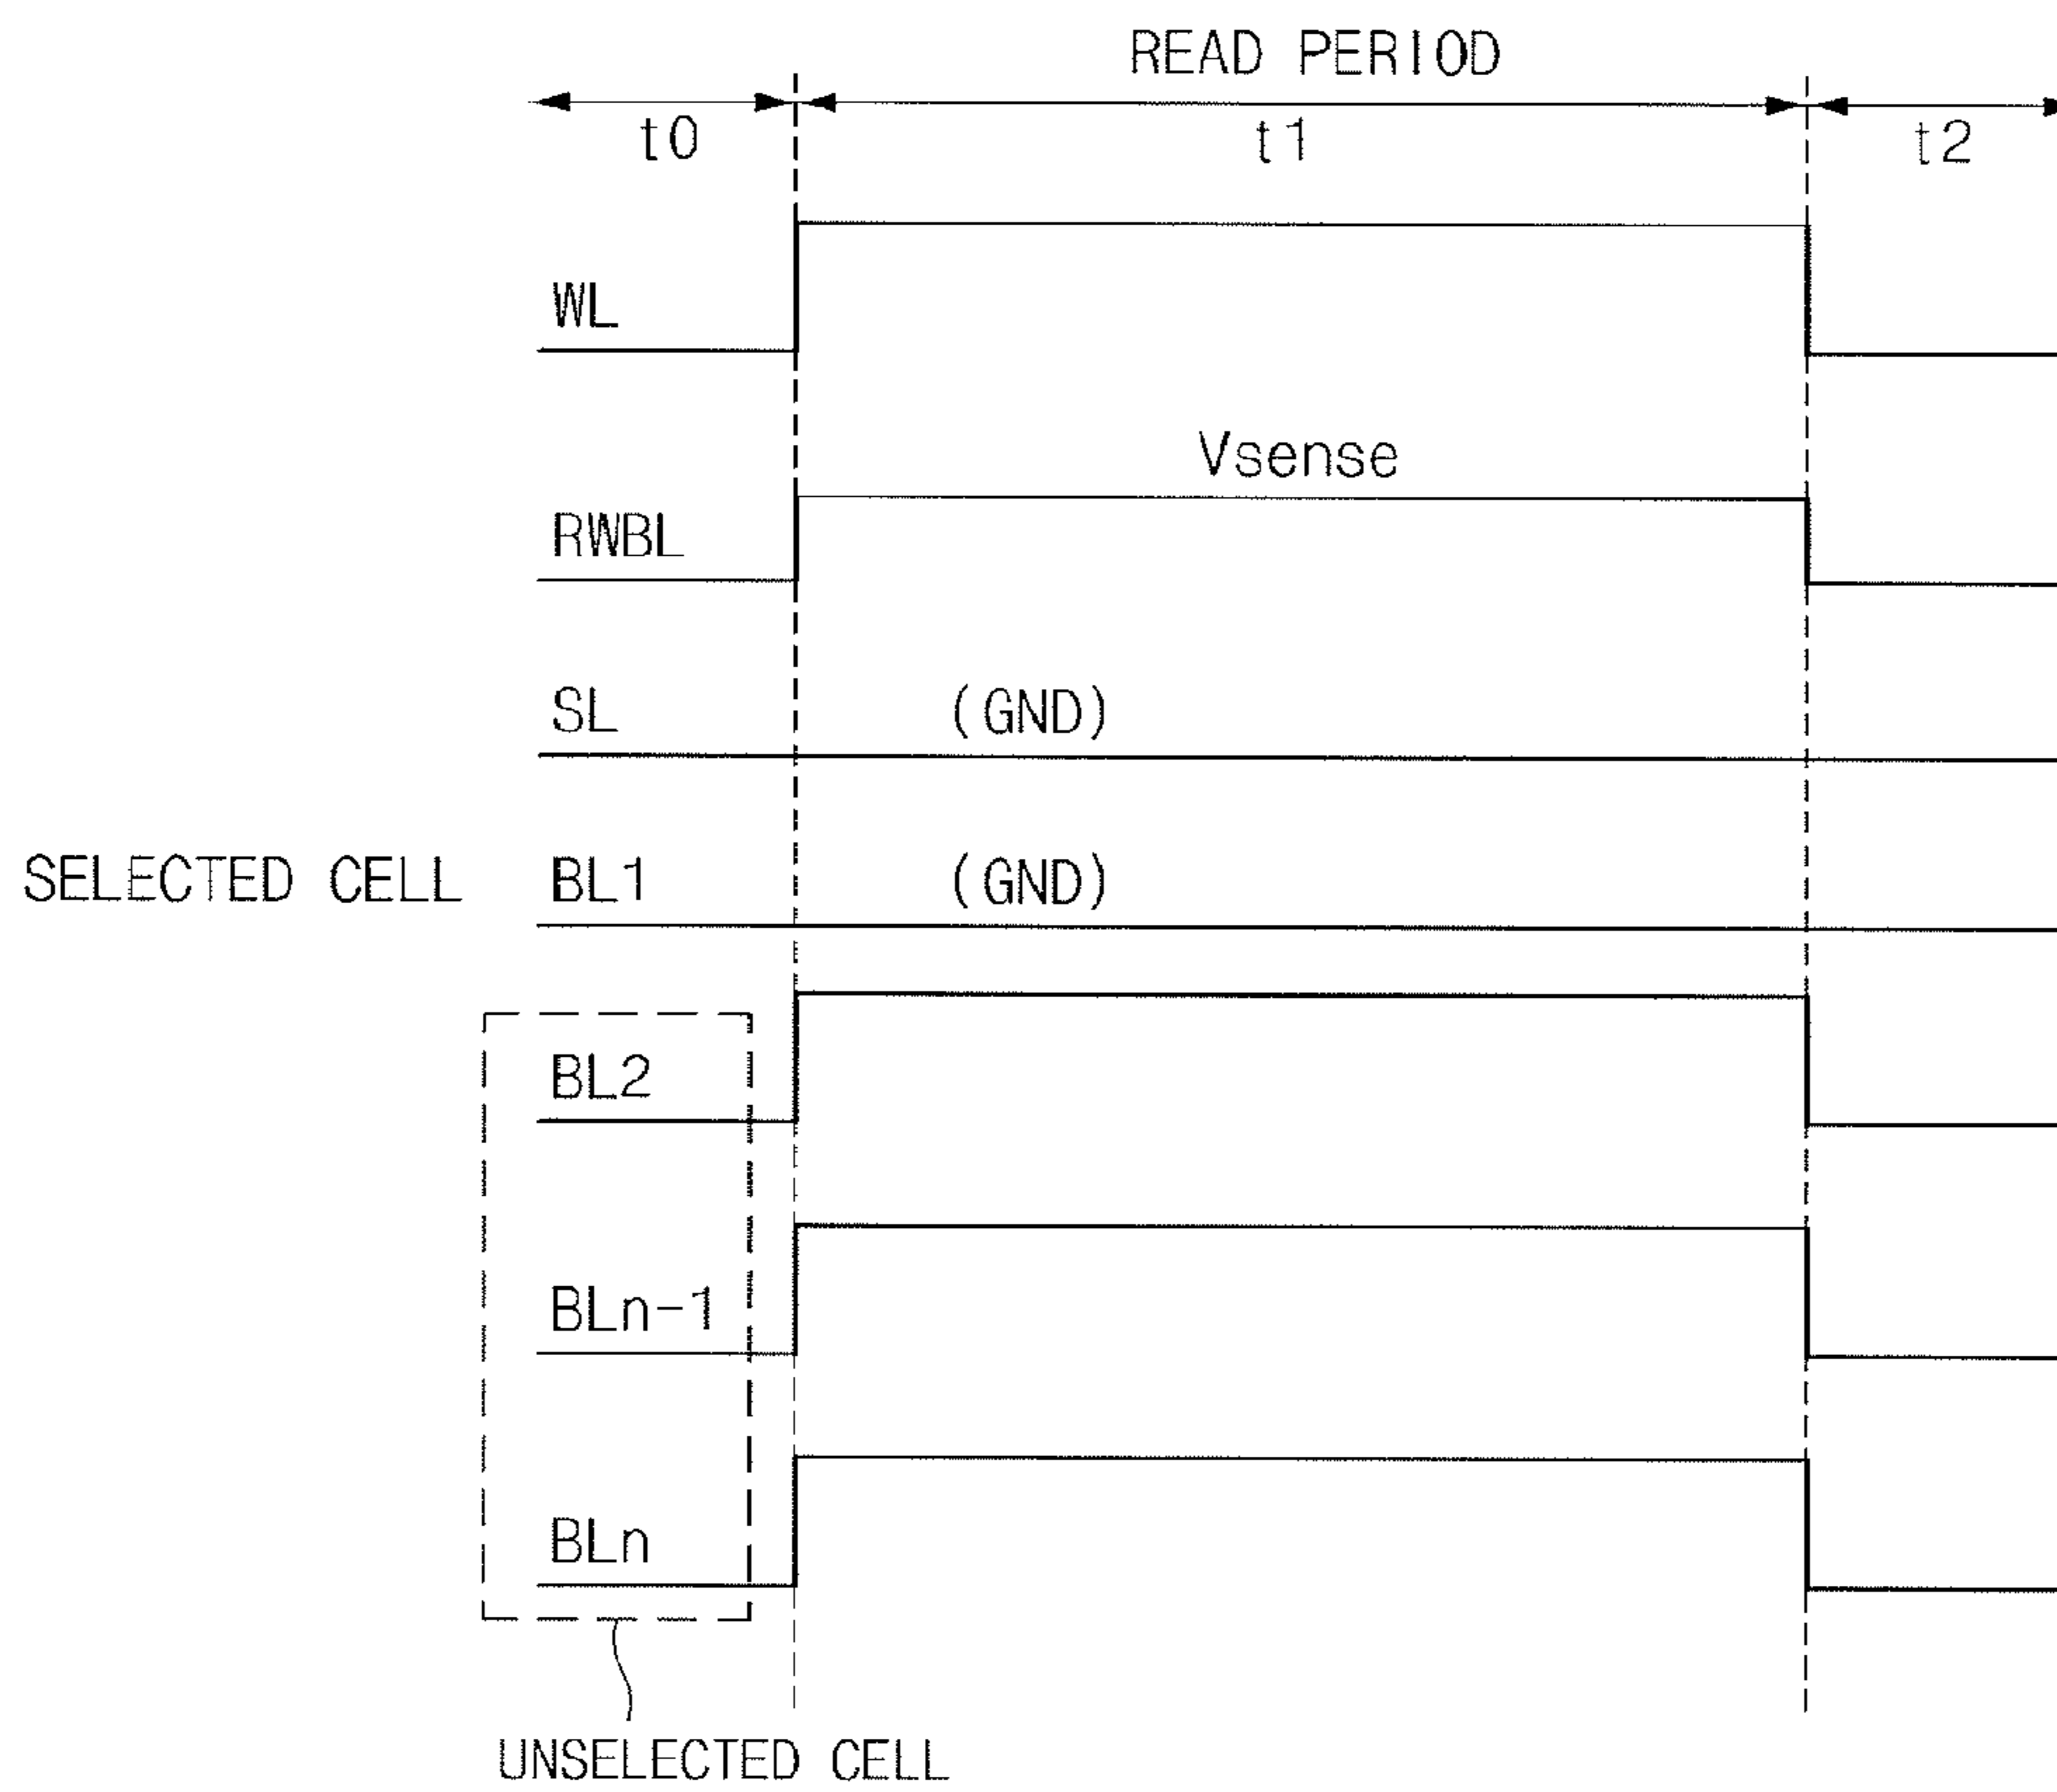 READ PERIOD
t0 t1 t2
WL
Vsense
RWBL
SL (GND)
SELECTED CELL BL1 (GND)
BL2
BLn-1
BLn
UNSELECTED CELL